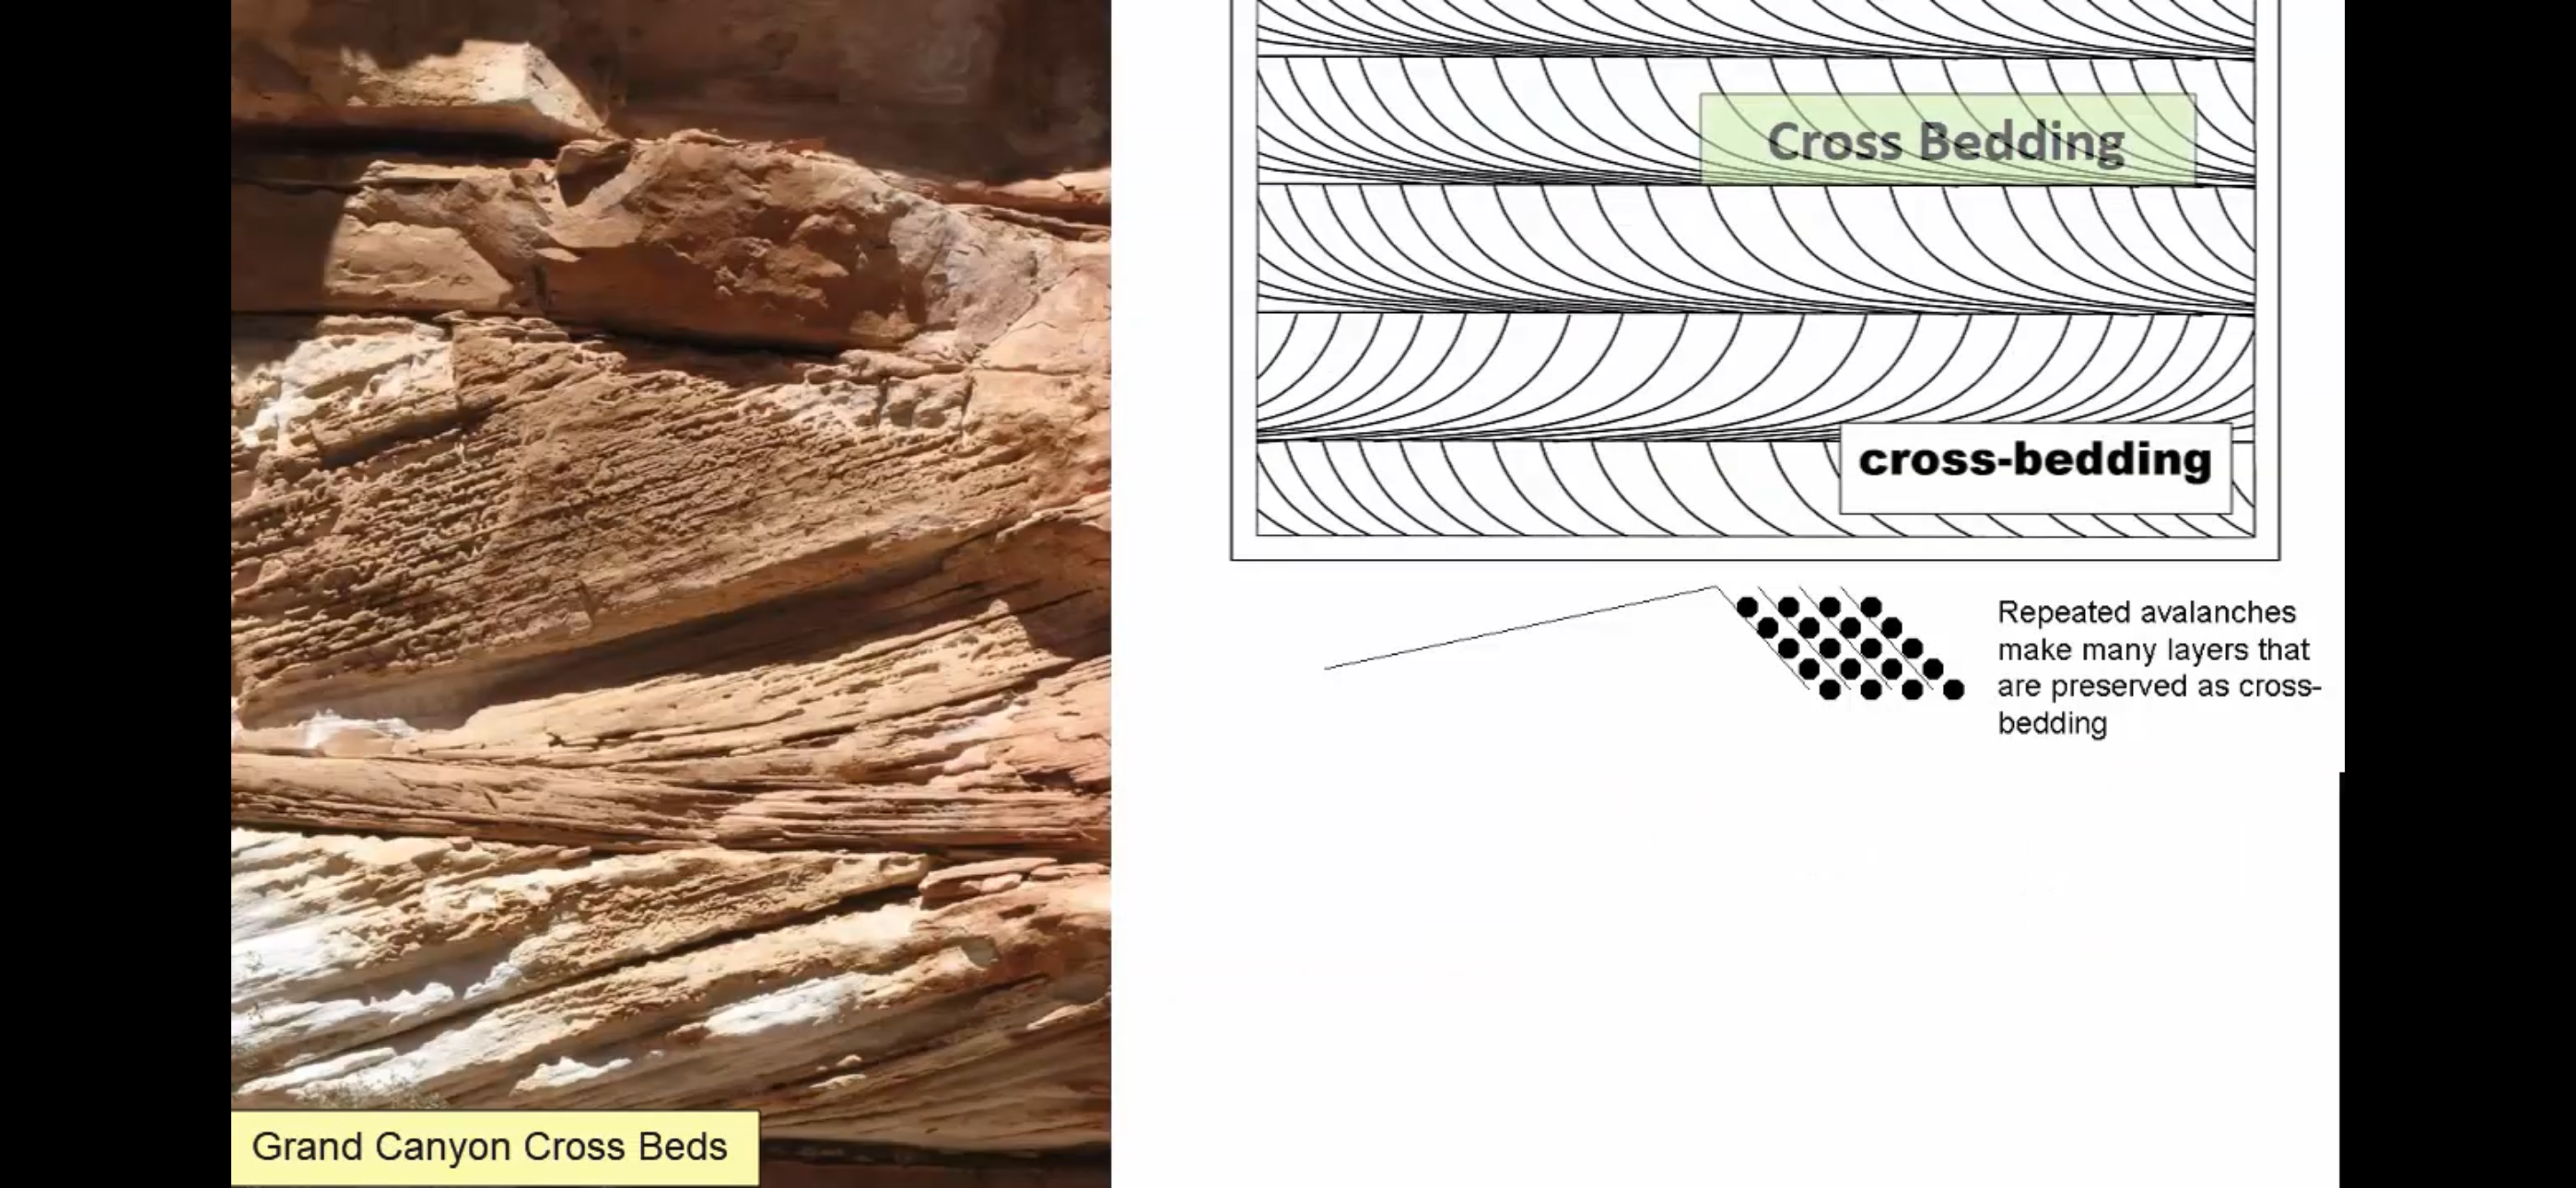 Cross Bedding
cross-bedding
Repeated avalanches
make many layers that
are preserved as cross-
bedding
Grand Canyon Cross Beds